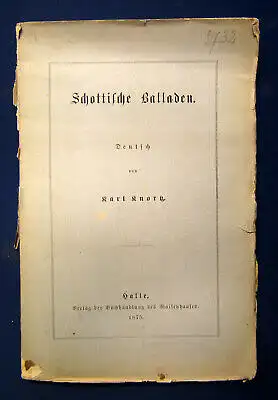 Schottische Balladen.
Deutsch
von
Karl Knortz.
Halle,
Verlag der Buchhandlung des Waisenhauses.
1875.